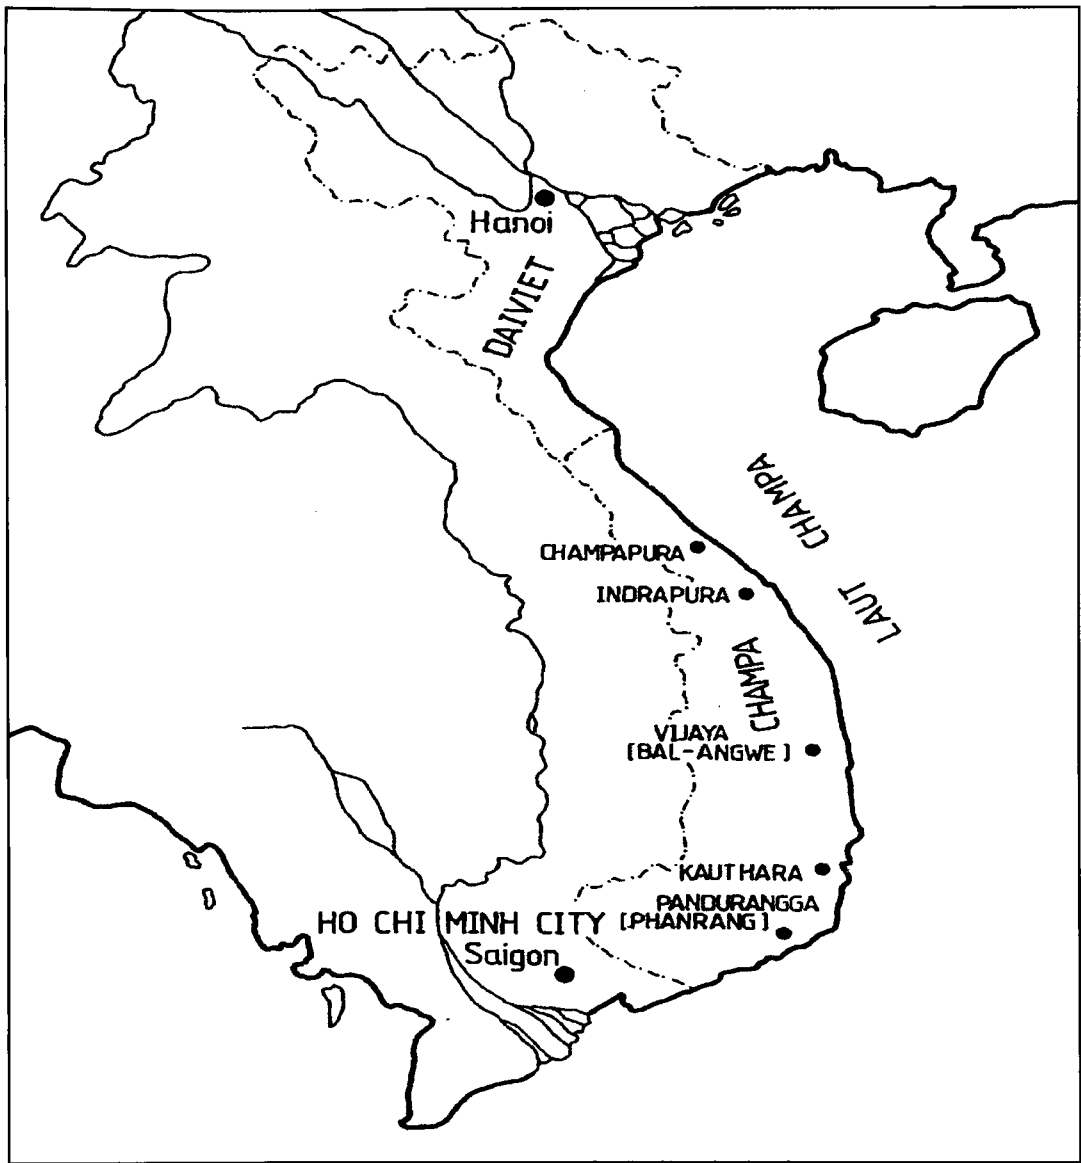 Hanoi
DAIVIET
LAUT CHAMPA
CHAMPAPURA
INDRAPURA
CHAMPA
VIJAYA
[BAL-ANGWE]
KAUTHARA
PANDURANGGA
[PHANRANG]
HO CHI MINH CITY
Saigon